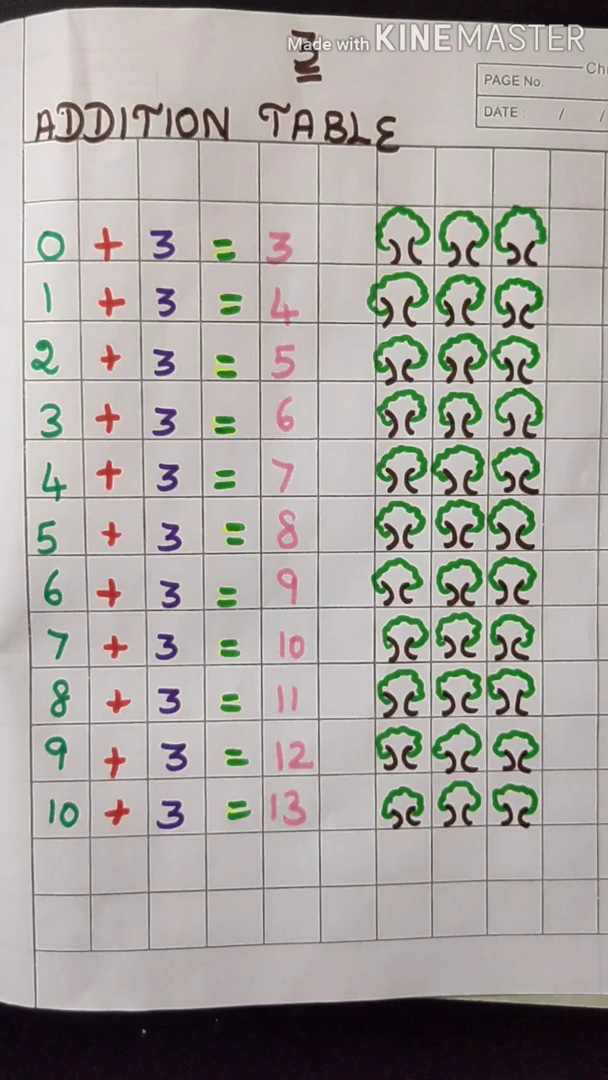 Made with KINEMASTER
3
Ch
PAGE No.
DATE : / /
ADDITION TABLE
0 + 3 = 3
1 + 3 = 4
2 + 3 = 5
3 + 3 = 6
4 + 3 = 7
5 + 3 = 8
6 + 3 = 9
7 + 3 = 10
8 + 3 = 11
9 + 3 = 12
10 + 3 = 13